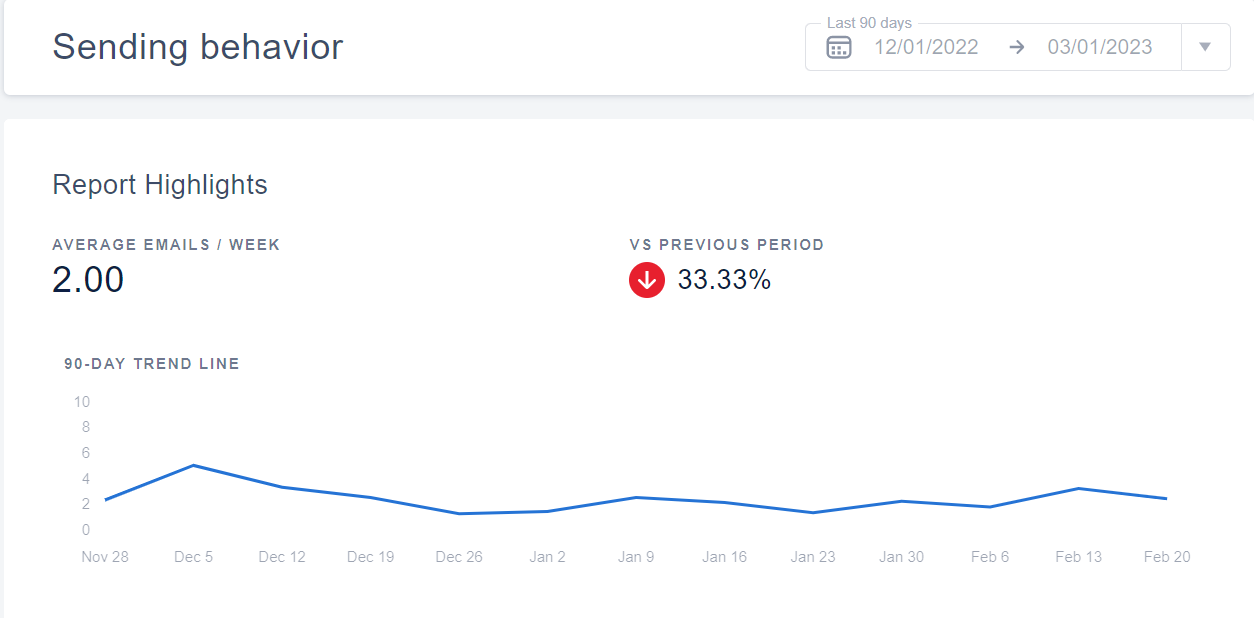 Last 90 days
Sending behavior
12/01/2022 → 03/01/2023
Report Highlights
AVERAGE EMAILS / WEEK
VS PREVIOUS PERIOD
2.00
33.33%
90-DAY TREND LINE
10
8
6
4
2
0
Nov 28 Dec 5 Dec 12 Dec 19 Dec 26 Jan 2 Jan 9 Jan 16 Jan 23 Jan 30 Feb 6 Feb 13 Feb 20